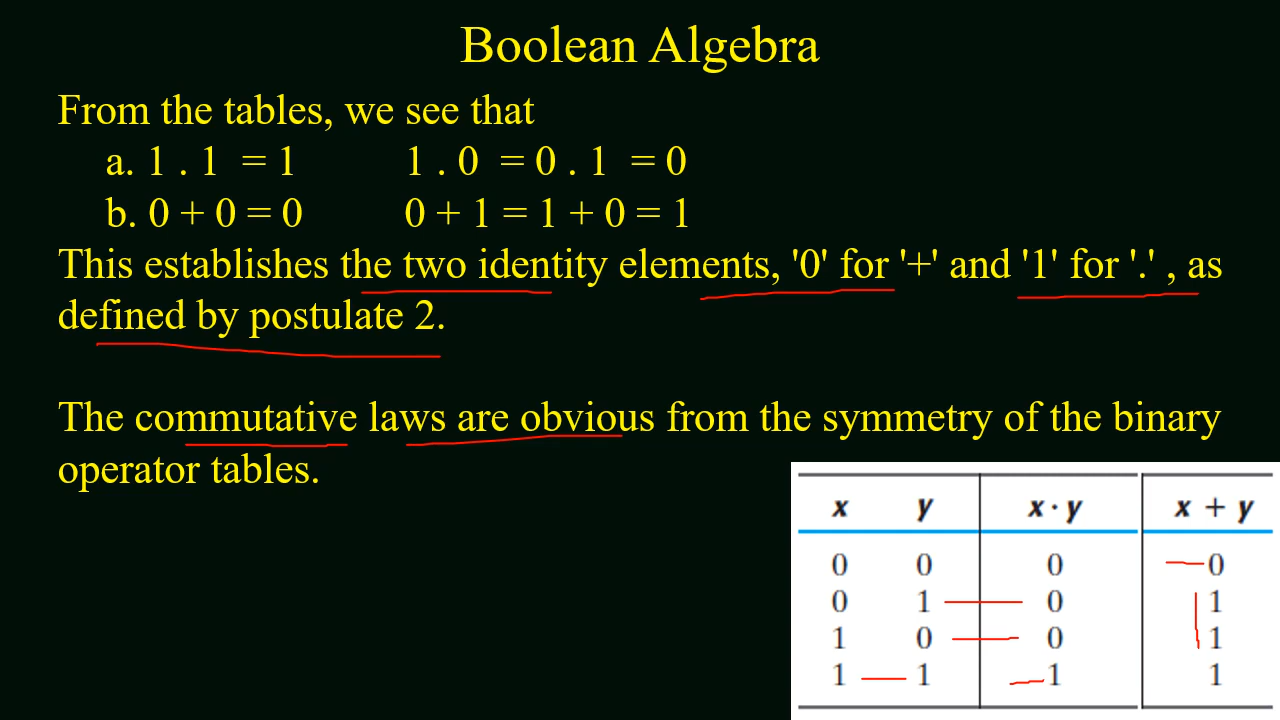 Boolean Algebra
From the tables, we see that
a. 1 . 1 = 1 1 . 0 = 0 . 1 = 0
b. 0 + 0 = 0 0 + 1 = 1 + 0 = 1
This establishes the two identity elements, '0' for '+' and '1' for '.' , as
defined by postulate 2.
The commutative laws are obvious from the symmetry of the binary
operator tables.
x y x · y x + y
0 0 0 0
0 1 0 1
1 0 0 1
1 1 1 1